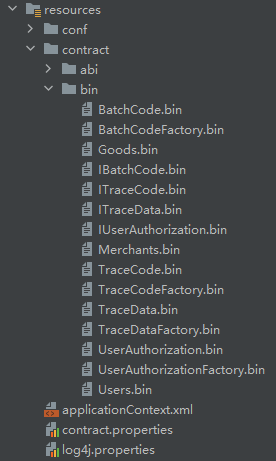 resources
conf
contract
abi
bin
BatchCode.bin
BatchCodeFactory.bin
Goods.bin
IBatchCode.bin
ITraceCode.bin
ITraceData.bin
IUserAuthorization.bin
Merchants.bin
TraceCode.bin
TraceCodeFactory.bin
TraceData.bin
TraceDataFactory.bin
UserAuthorization.bin
UserAuthorizationFactory.bin
Users.bin
applicationContext.xml
contract.properties
log4j.properties